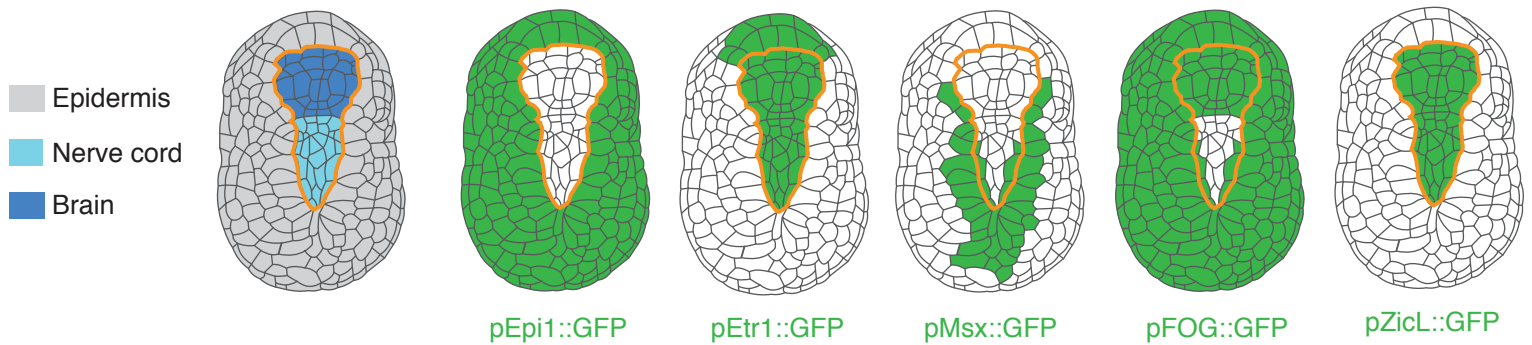 Epidermis
Nerve cord
Brain
pEpi1::GFP
pEtr1::GFP
pMsx::GFP
pFOG::GFP
pZicL::GFP